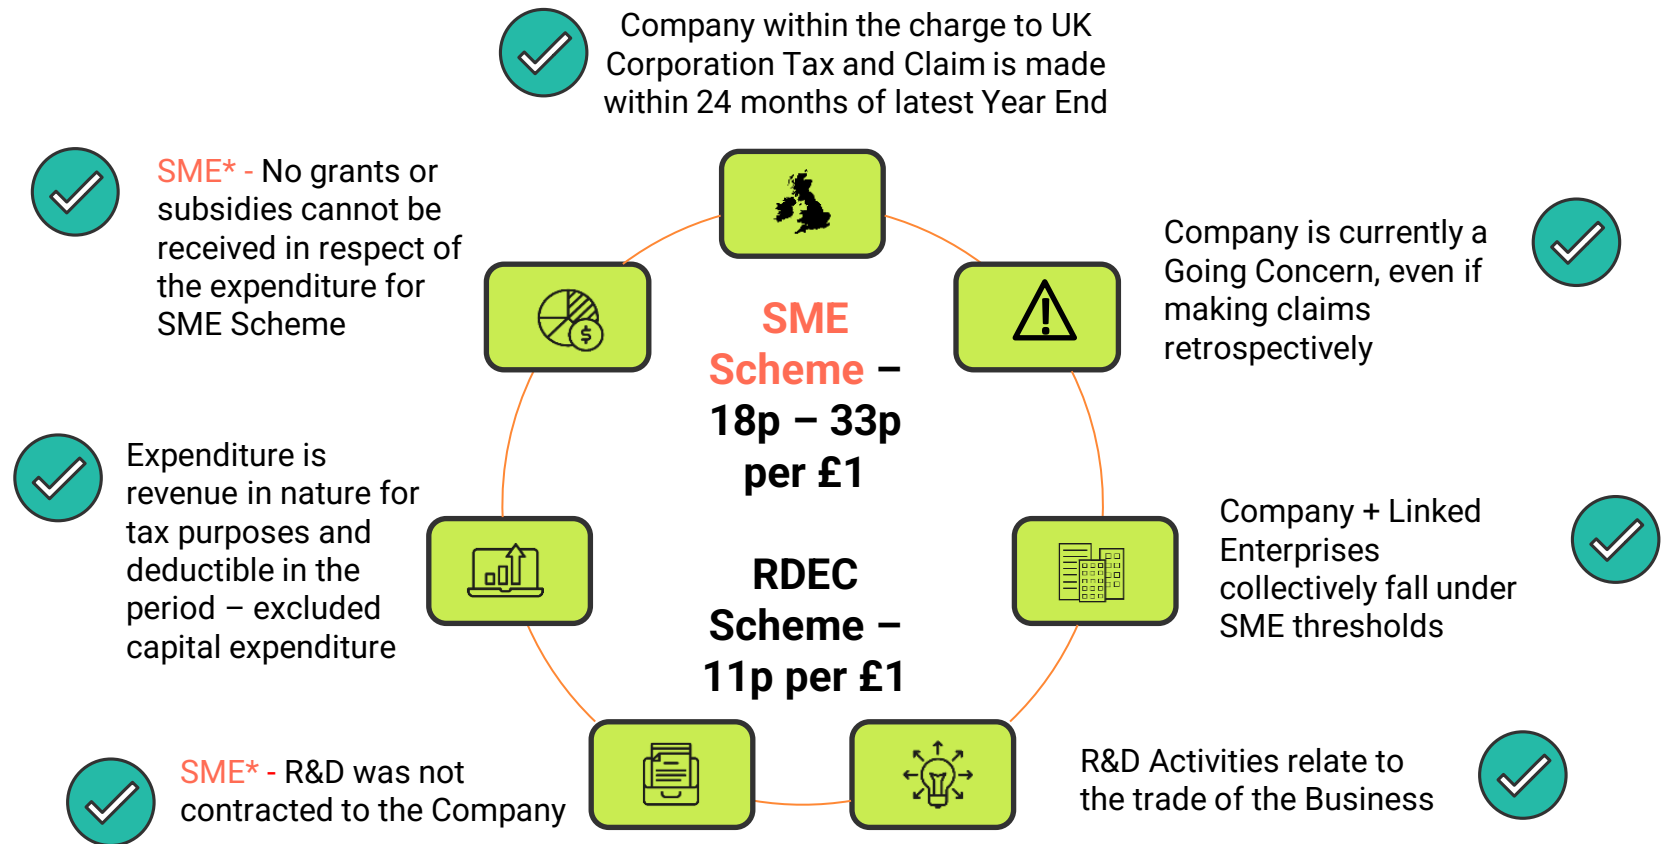 Company within the charge to UK
Corporation Tax and Claim is made
within 24 months of latest Year End
SME* - No grants or
subsidies cannot be
received in respect of
the expenditure for
SME Scheme
Company is currently a
Going Concern, even if
making claims
retrospectively
$
SME
Scheme –
18p – 33p
per £1
Expenditure is
revenue in nature for
tax purposes and
deductible in the
period – excluded
capital expenditure
Company + Linked
Enterprises
collectively fall under
SME thresholds
RDEC
Scheme –
11p per £1
SME* - R&D was not
contracted to the Company
R&D Activities relate to
the trade of the Business